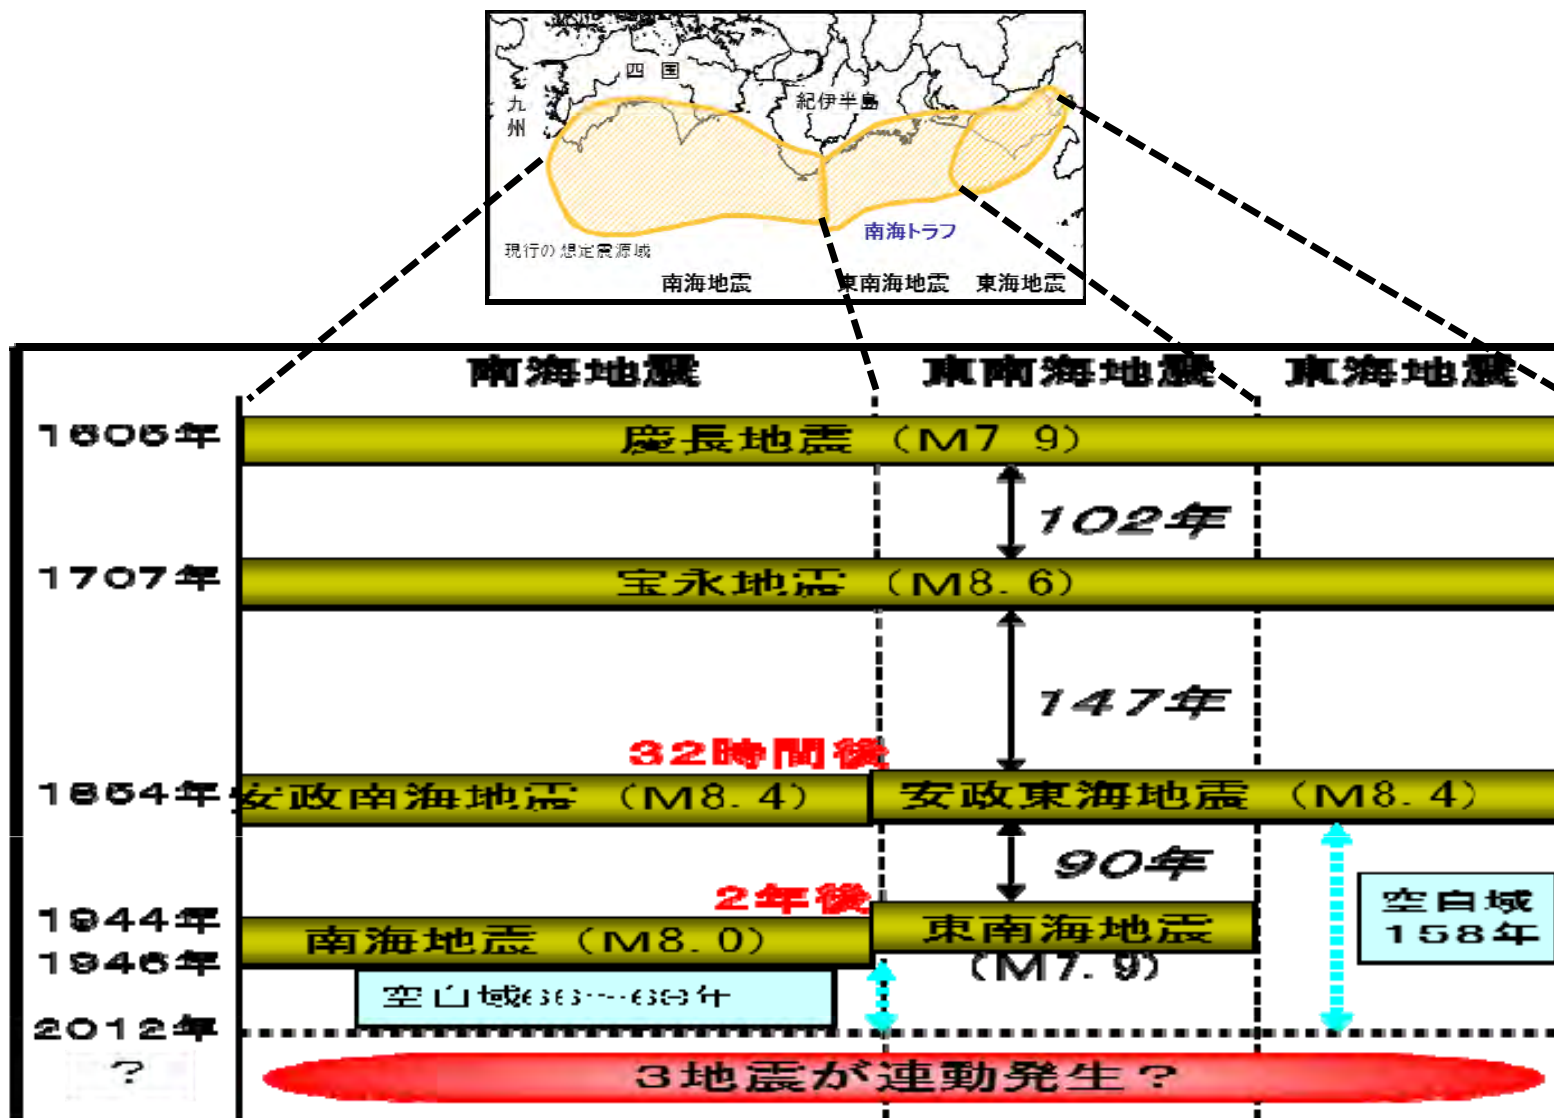 四 国
九州
紀伊半島
南海トラフ
現行の想定震源域
南海地震
東南海地震
東海地震
南海地震
東南海地震
東海地震
1605年
慶長地震(M7.9)
102年
1707年
宝永地震(M8.6)
147年
32時間後
1854年
安政南海地震(M8.4)
安政東海地震(M8.4)
90年
2年後
1944年
東南海地震
(M7.9)
南海地震(M8.0)
1946年
空白域
158年
空白域66~68年
2012年
?
3地震が連動発生?